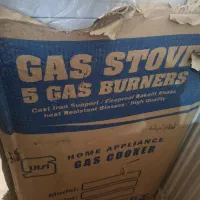 GAS STOVE
5 GAS BURNERS
Cast Iron Support - Fireproof Bakelit Knobs
heat Resistant Glasses - High Quality
HOME APPLIANCE
GAS COOKER
Model: